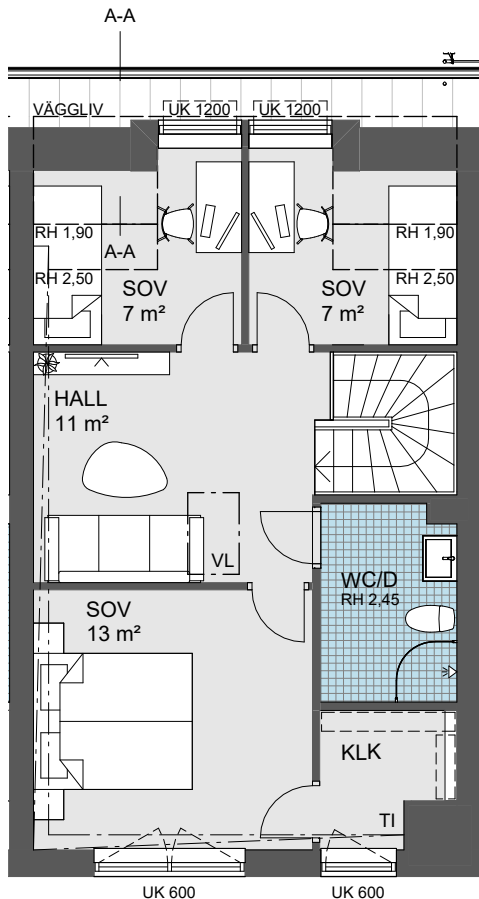 A-A
VÄGGLIV
UK 1200
UK 1200
RH 1,90
A-A
RH 1,90
RH 2,50
RH 2,50
SOV
7 m²
SOV
7 m²
HALL
11 m²
VL
WC/D
RH 2,45
SOV
13 m²
KLK
TI
UK 600
UK 600